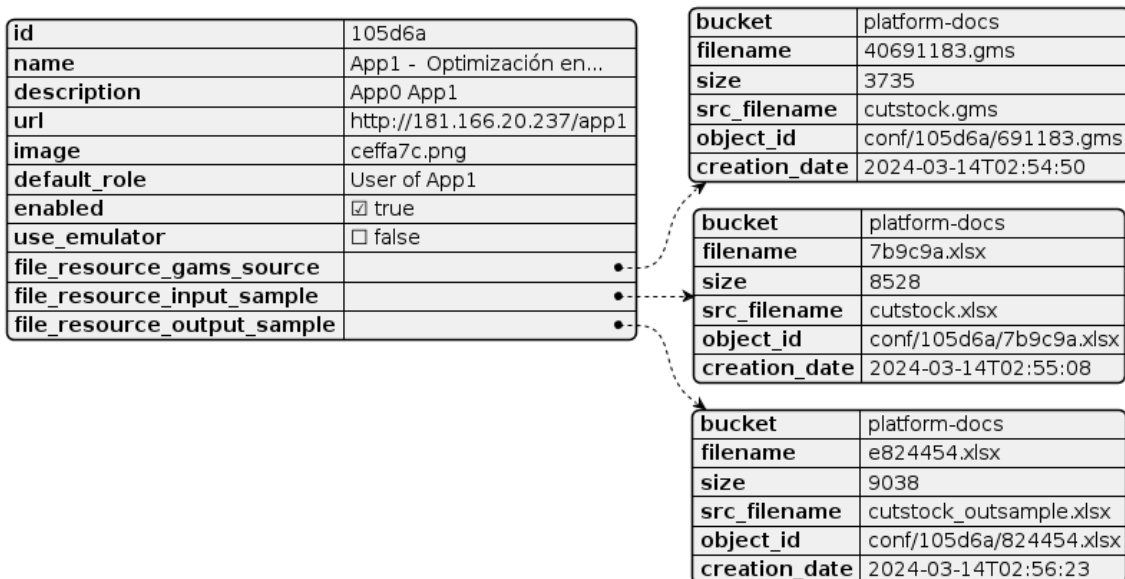 id 105d6a
name App1 - Optimización en...
description App0 App1
url http://181.166.20.237/app1
image ceffa7c.png
default_role User of App1
enabled ☑ true
use_emulator ☐ false
file_resource_gams_source
file_resource_input_sample
file_resource_output_sample
bucket platform-docs
filename 40691183.gms
size 3735
src_filename cutstock.gms
object_id conf/105d6a/691183.gms
creation_date 2024-03-14T02:54:50
bucket platform-docs
filename 7b9c9a.xlsx
size 8528
src_filename cutstock.xlsx
object_id conf/105d6a/7b9c9a.xlsx
creation_date 2024-03-14T02:55:08
bucket platform-docs
filename e824454.xlsx
size 9038
src_filename cutstock_outsample.xlsx
object_id conf/105d6a/824454.xlsx
creation_date 2024-03-14T02:56:23